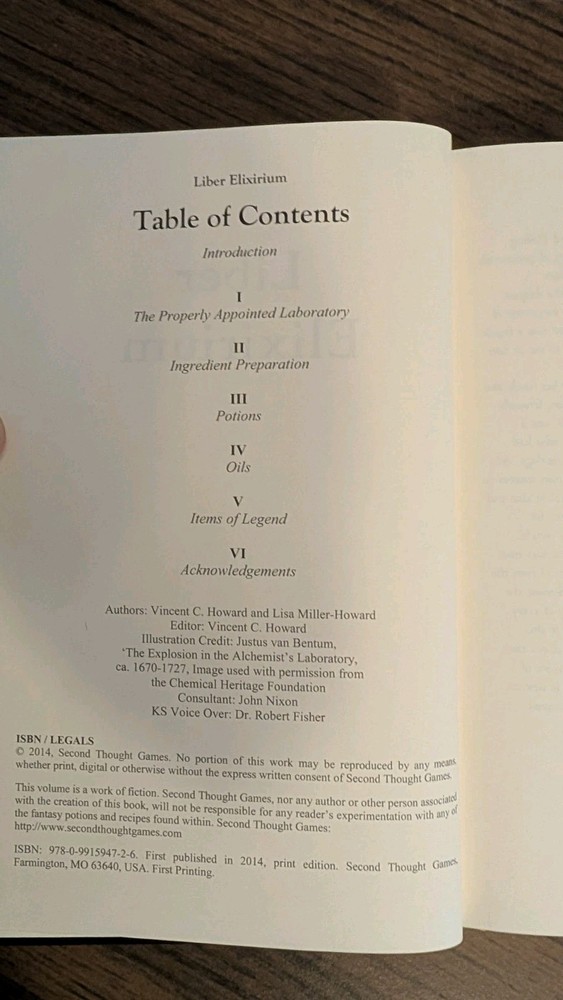 Liber Elixirium
Table of Contents
Introduction
I
The Properly Appointed Laboratory
II
Ingredient Preparation
III
Potions
IV
Oils
V
Items of Legend
VI
Acknowledgements
Authors: Vincent C. Howard and Lisa Miller-Howard
Editor: Vincent C. Howard
Illustration Credit: Justus van Bentum,
'The Explosion in the Alchemist's Laboratory,
ca. 1670-1727, Image used with permission from
the Chemical Heritage Foundation
Consultant: John Nixon
KS Voice Over: Dr. Robert Fisher
ISBN / LEGALS
© 2014, Second Thought Games. No portion of this work may be reproduced by any means,
whether print, digital or otherwise without the express written consent of Second Thought Games.
This volume is a work of fiction. Second Thought Games, nor any author or other person associated
with the creation of this book, will not be responsible for any reader's experimentation with any of
the fantasy potions and recipes found within. Second Thought Games:
http://www.secondthoughtgames.com
ISBN: 978-0-9915947-2-6. First published in 2014, print edition. Second Thought Games,
Farmington, MO 63640, USA. First Printing.